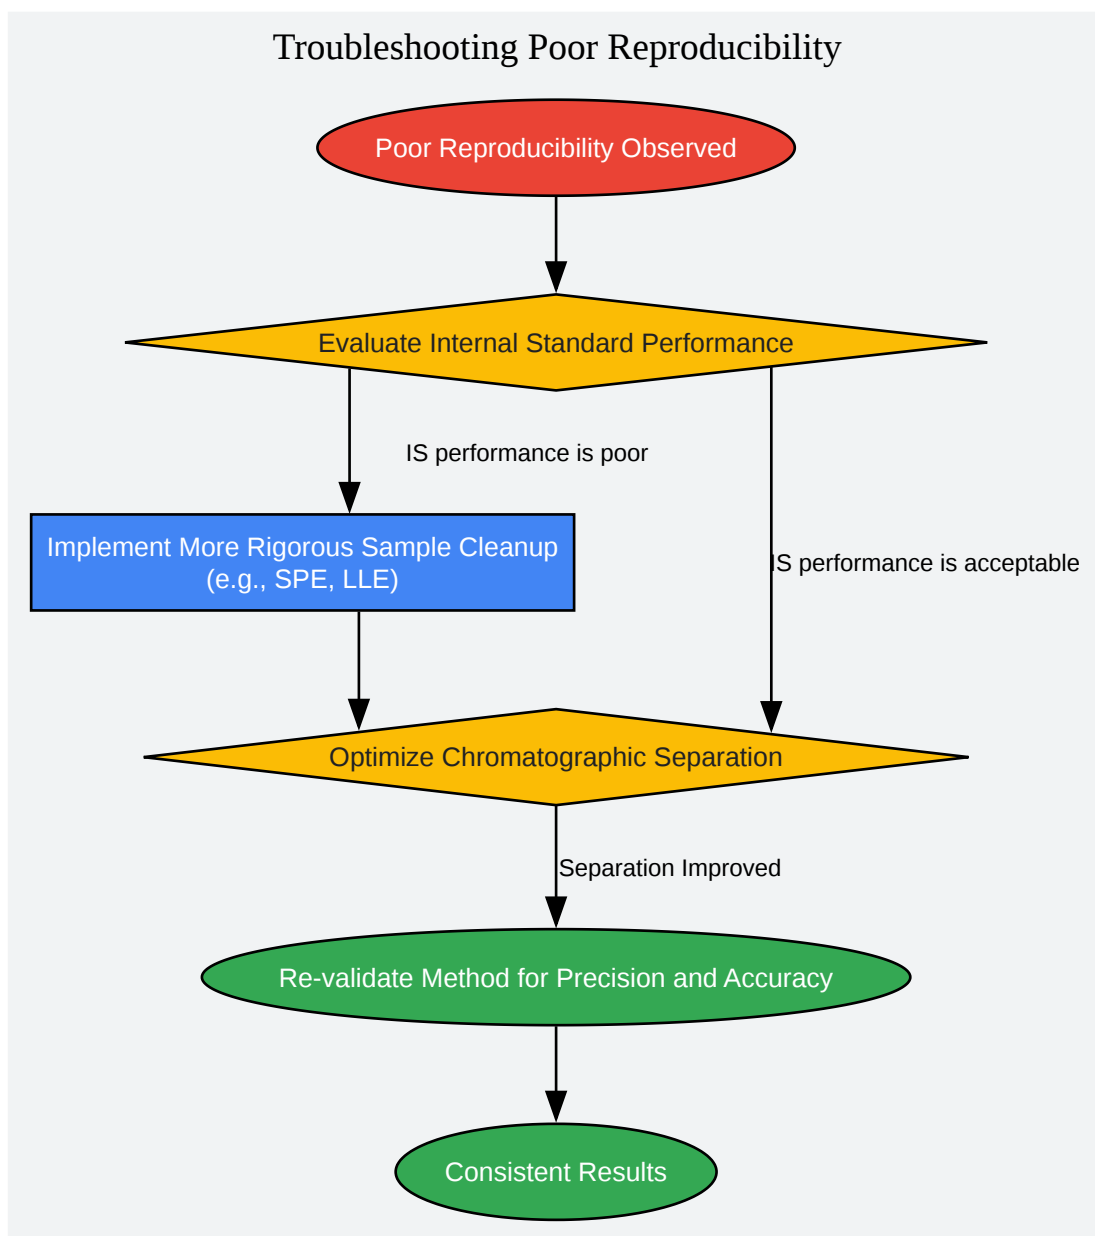 Troubleshooting Poor Reproducibility
Poor Reproducibility Observed
Evaluate Internal Standard Performance
IS performance is poor
Implement More Rigorous Sample Cleanup
(e.g., SPE, LLE)
IS performance is acceptable
Optimize Chromatographic Separation
Separation Improved
Re-validate Method for Precision and Accuracy
Consistent Results